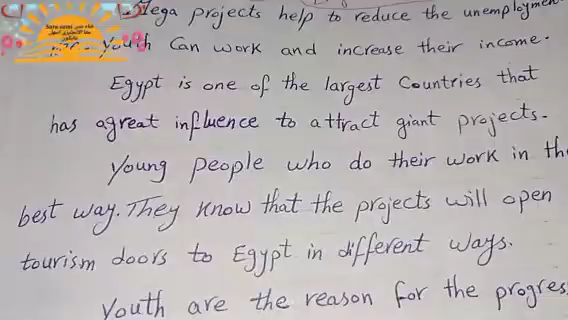 Mega projects help to reduce the
youth can work and increase their income.
Egypt is one of the largest countries that
has agreat influence to attract giant projects.
young people who do their work in
best way. They know that the projects will open
tourism doors to Egypt in different ways.
youth are the reason for the